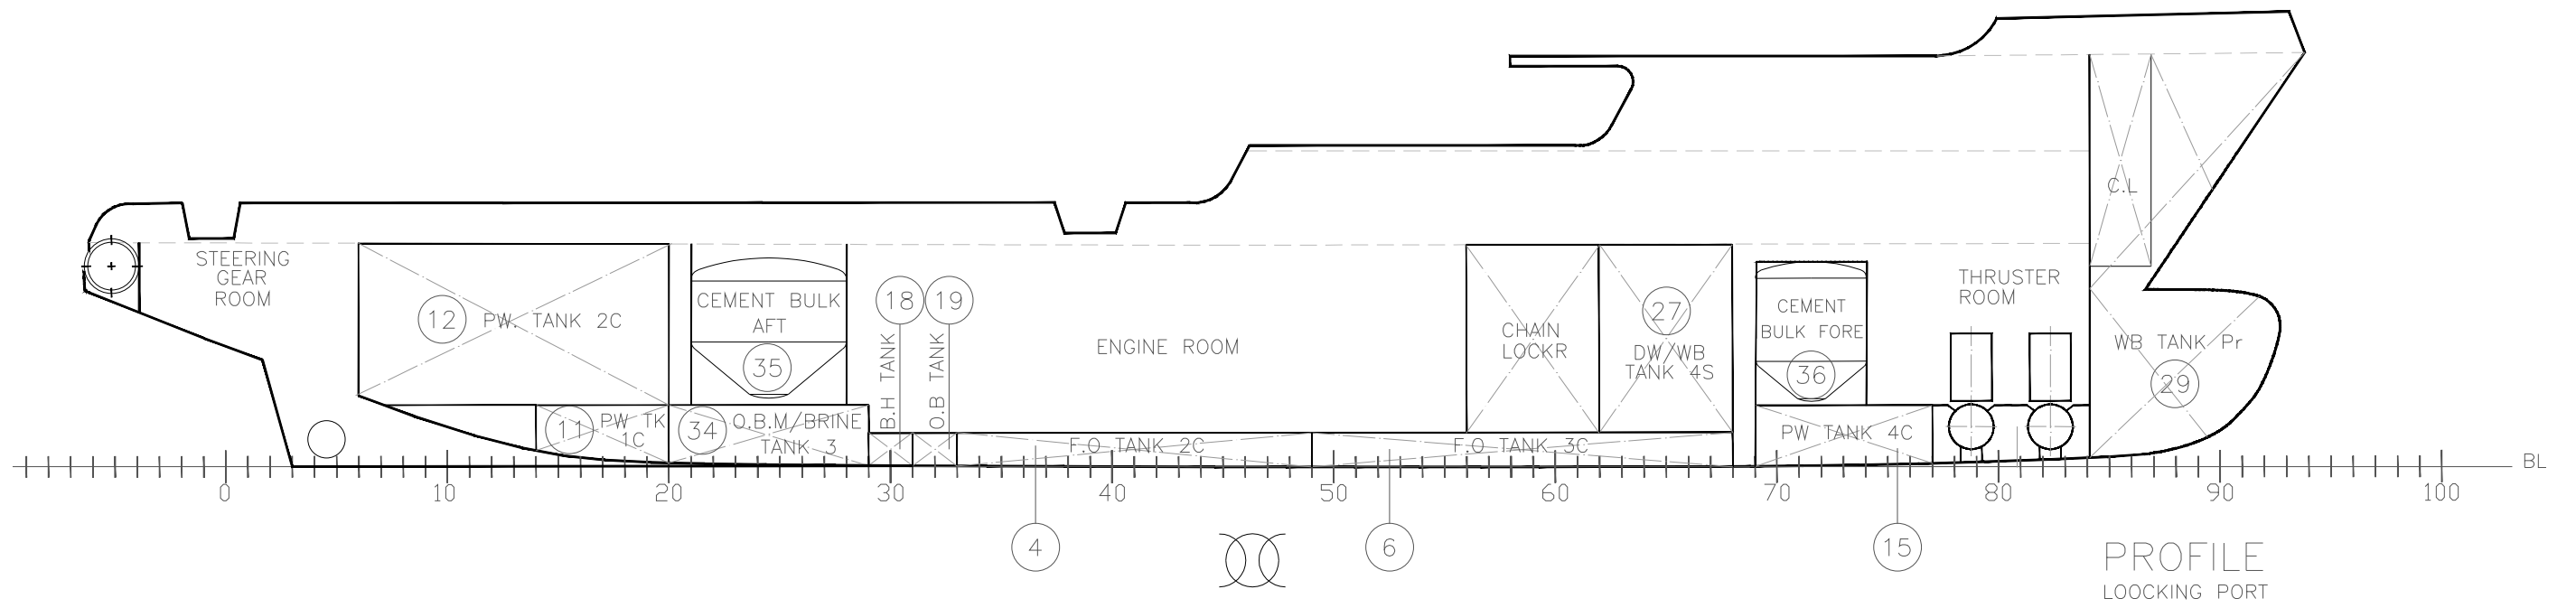 STEERING
GEAR
ROOM
12 PW. TANK 2C
CEMENT BULK
AFT
35
18
19
B.H TANK
O.B TANK
ENGINE ROOM
CHAIN
LOCKR
27
DW/WB
TANK 4S
CEMENT
BULK FORE
36
THRUSTER
ROOM
C.L
WB TANK Pr
29
11 PW TK
1C
34 O.B.M/BRINE
TANK 3
F.O TANK 2C
F.O TANK 3C
PW TANK 4C
BL
0 10 20 30 40 50 60 70 80 90 100
4
6
15
PROFILE
LOOCKING PORT